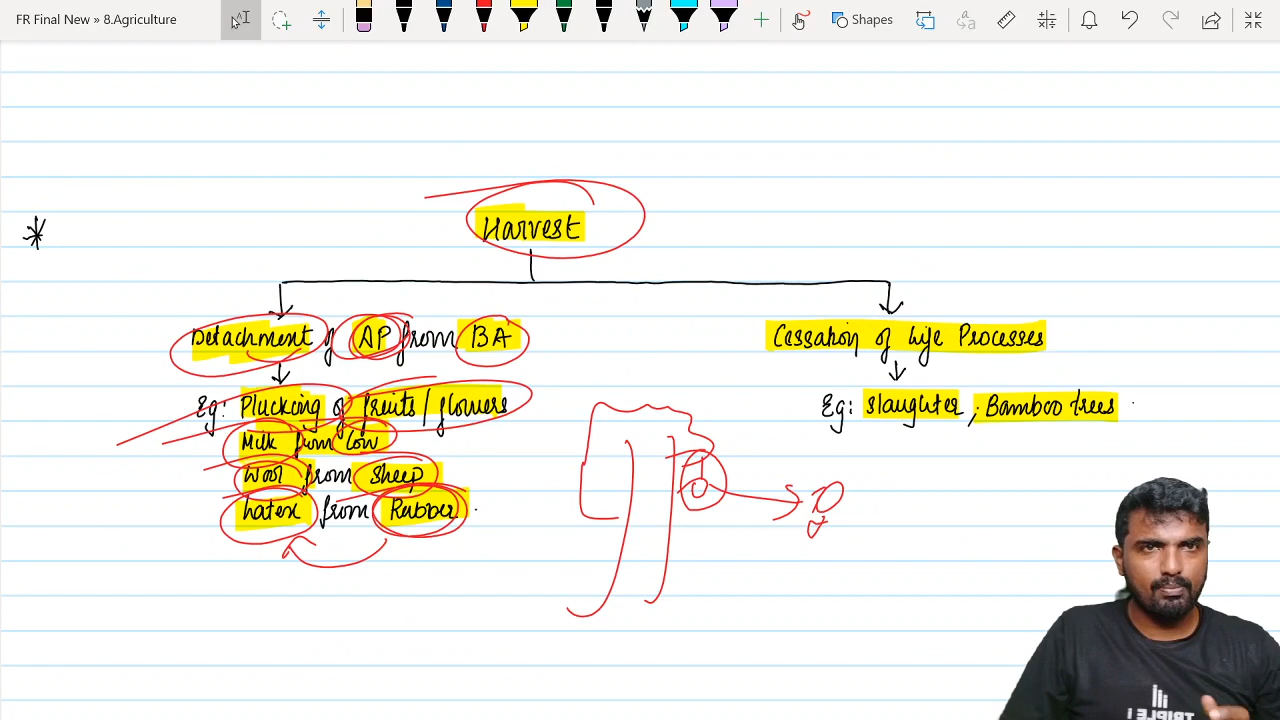 FR Final New » 8.Agriculture
Shapes
Harvest
Detachment of AP from BA
Cessation of Life Processes
Eg: Plucking of fruits / flowers
Milk from Cow
Wool from Sheep
Latex from Rubber.
Eg: Slaughter, Bamboo trees.
TRIPLE I